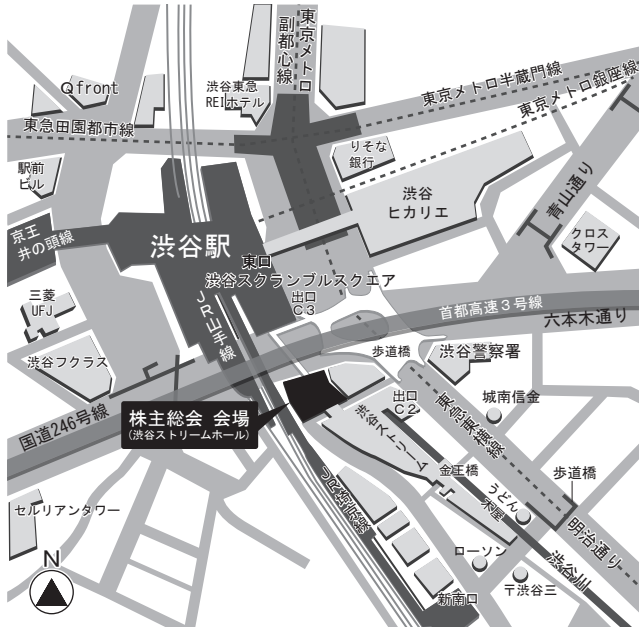 Qfront
渋谷東急
REIホテル
東京メトロ
副都心線
東京メトロ半蔵門線
東京メトロ銀座線
東急田園都市線
りそな
銀行
駅前
ビル
渋谷
ヒカリエ
青山通り
クロス
タワー
京王
井の頭線
渋谷駅
東口
渋谷スクランブルスクエア
出口
C3
JR山手線
首都高速3号線
六本木通り
三菱
UFJ
渋谷フクラス
歩道橋
渋谷警察署
国道246号線
株主総会 会場
(渋谷ストリームホール)
出口
C2
城南信金
東急東横線
渋谷ストリーム
金王橋
歩道橋
うどん
明治通り
JR埼京線
セルリアンタワー
ローソン
渋谷川
〒渋谷三
新南口
N